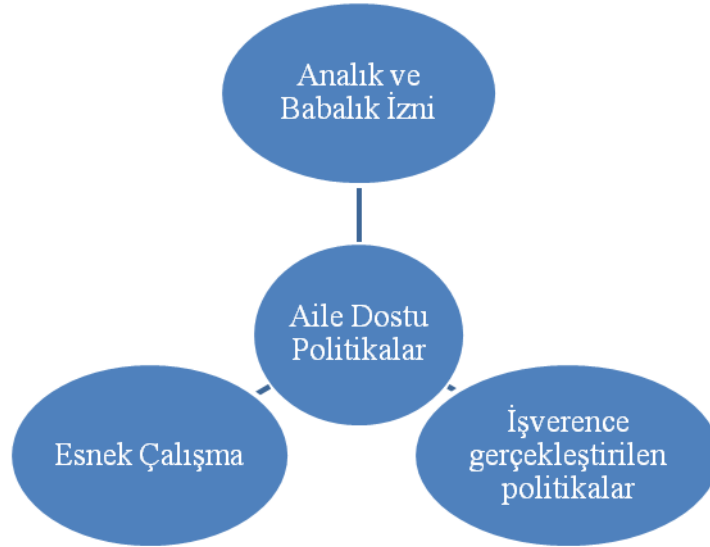 Analık ve
Babalık İzni
Aile Dostu
Politikalar
Esnek Çalışma
İşverence
gerçekleştirilen
politikalar